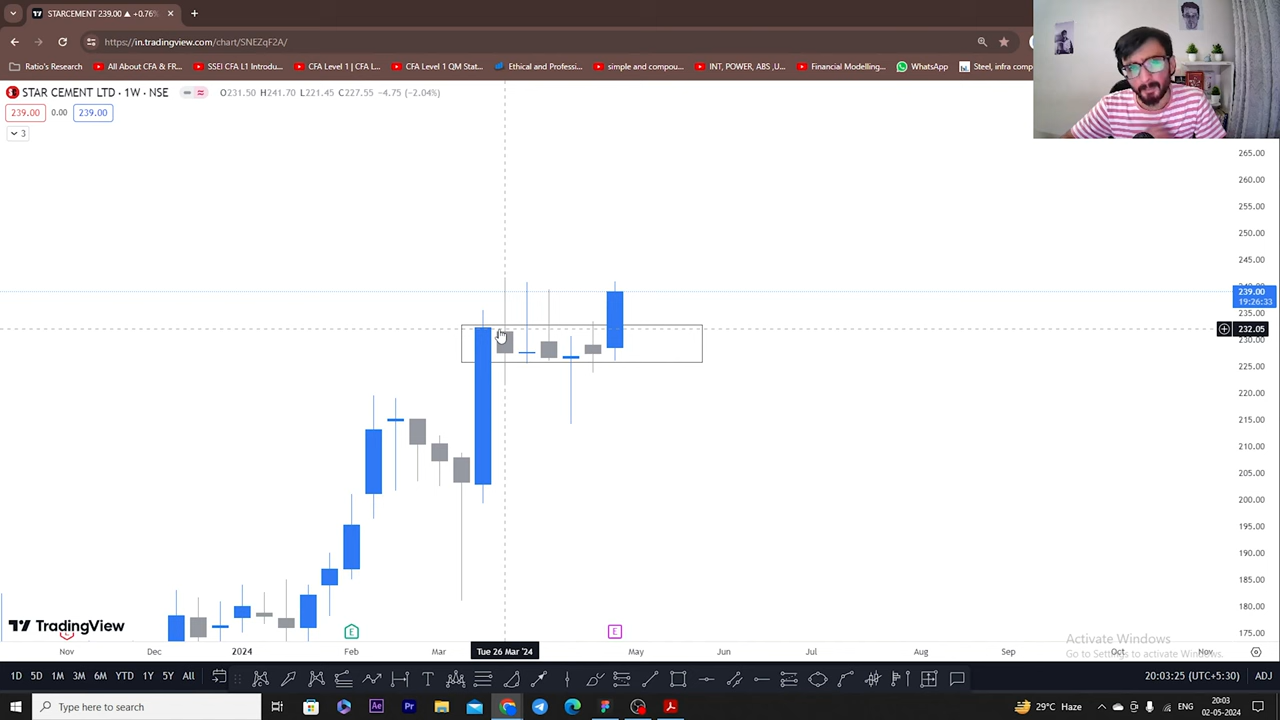 STARCEMENT 239.00 ▲ +0.76%
https://in.tradingview.com/chart/SNEZqF2A/
Ratio's Research All About CFA & FR... SSEI CFA L1 Introdu... CFA Level 1 | CFA L... CFA Level 1 QM Stat... Ethical and Professi... simple and compou... INT, POWER, ABS ,U... Financial Modelling... WhatsApp Steel, infra com
STAR CEMENT LTD · 1W · NSE O231.50 H241.70 L221.45 C227.55 -4.75 (-2.04%)
239.00 0.00 239.00
3
265.00
260.00
255.00
250.00
245.00
239.00
19:26:33
235.00
232.05
230.00
225.00
220.00
215.00
210.00
205.00
200.00
195.00
190.00
185.00
180.00
175.00
TradingView
E E
Activate Windows
Go to Settings to activate Windows.
Nov Dec 2024 Feb Mar Tue 26 Mar '24 May Jun Jul Aug Sep Oct Nov
1D 5D 1M 3M 6M YTD 1Y 5Y All 20:03:25 (UTC+5:30) ADJ
Type here to search 29°C Haze ENG 20:03
02-05-2024